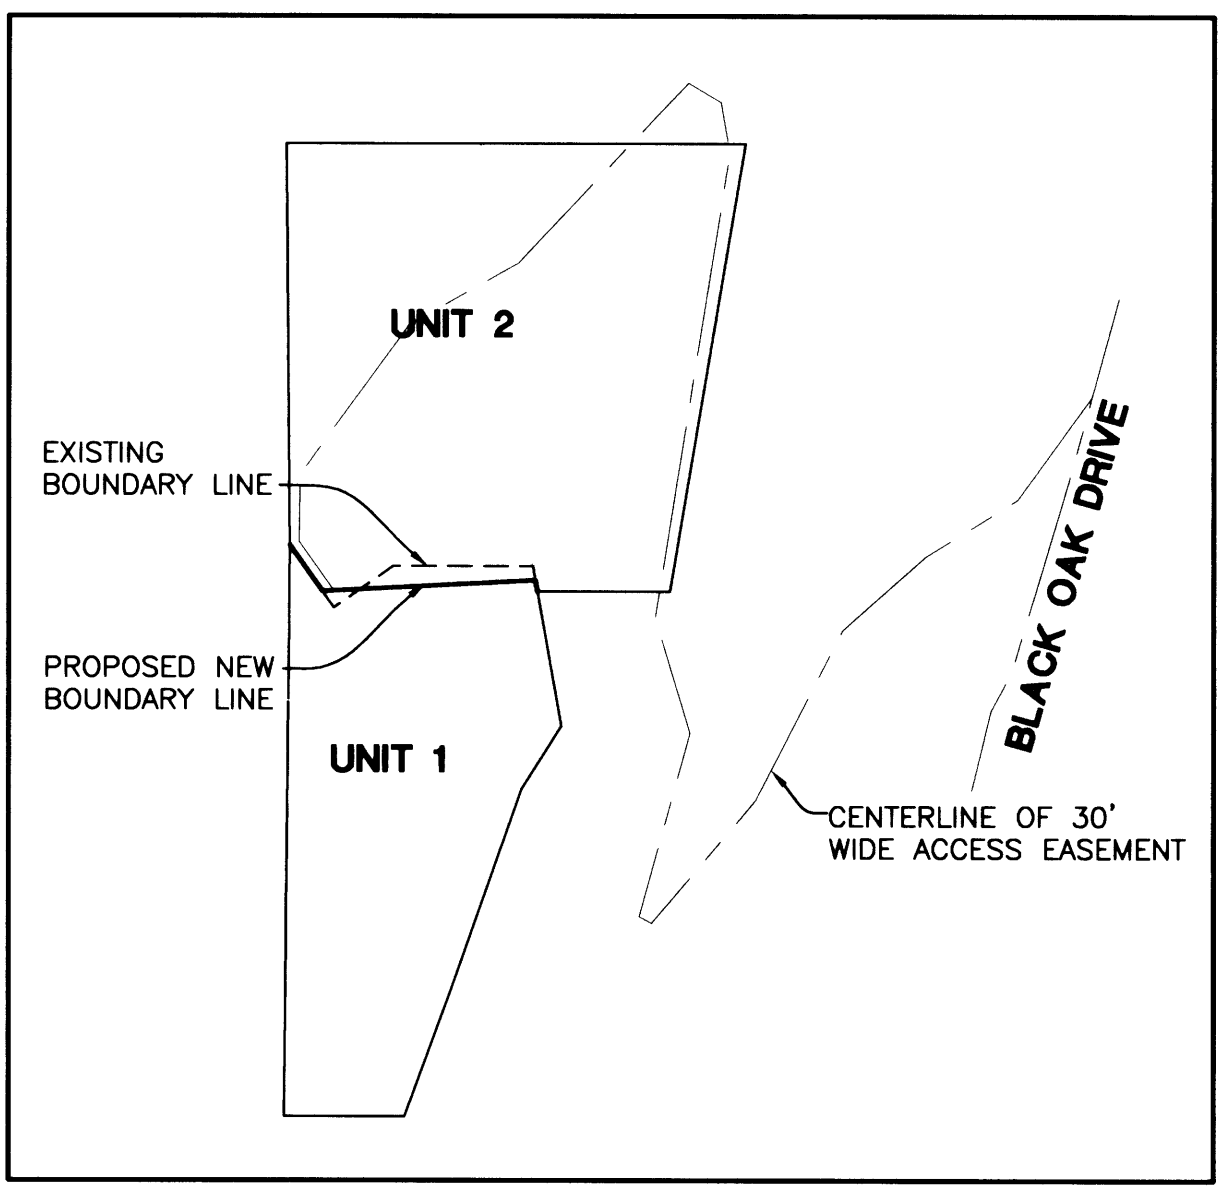 UNIT 2
EXISTING
BOUNDARY LINE
PROPOSED NEW
BOUNDARY LINE
UNIT 1
BLACK OAK DRIVE
CENTERLINE OF 30'
WIDE ACCESS EASEMENT